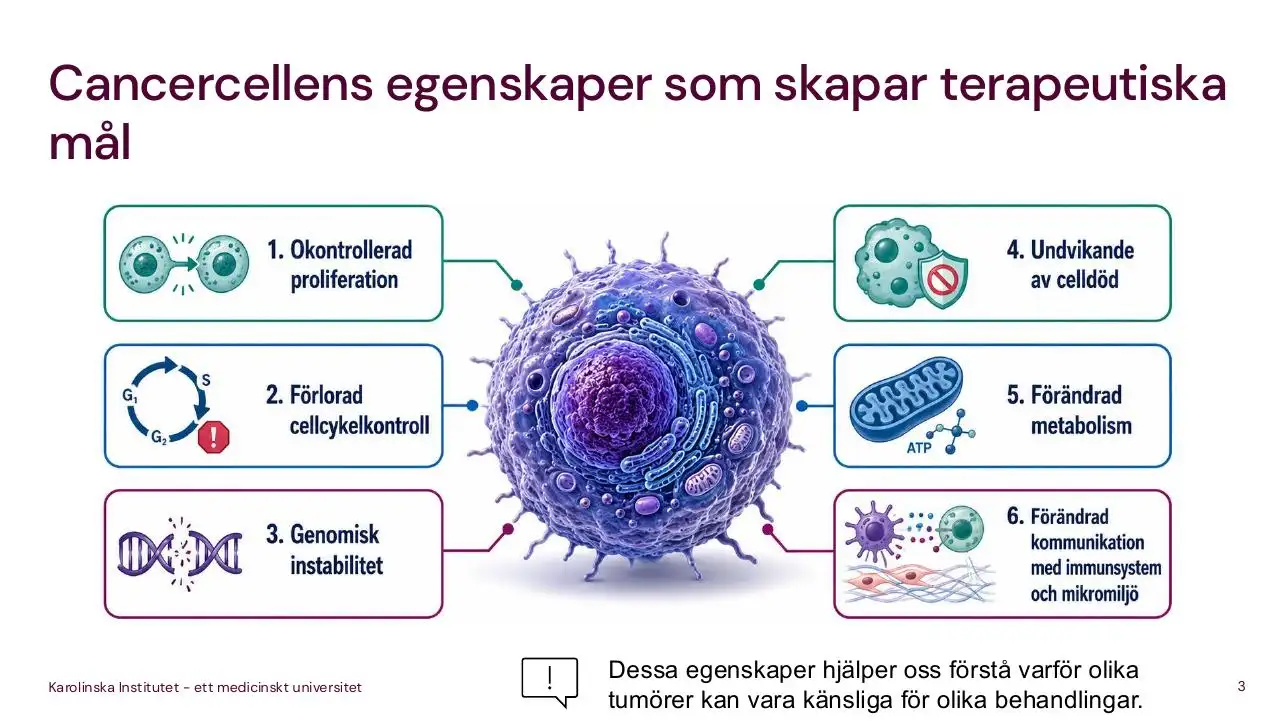 Cancercellens egenskaper som skapar terapeutiska
mål
1. Okontrollerad
proliferation
G1
S
G2
!
2. Förlorad
cellcykelkontroll
3. Genomisk
instabilitet
4. Undvikande
av celldöd
ATP
5. Förändrad
metabolism
6. Förändrad
kommunikation
med immunsystem
och mikromiljö
!
Dessa egenskaper hjälper oss förstå varför olika
tumörer kan vara känsliga för olika behandlingar.
Karolinska Institutet - ett medicinskt universitet
3